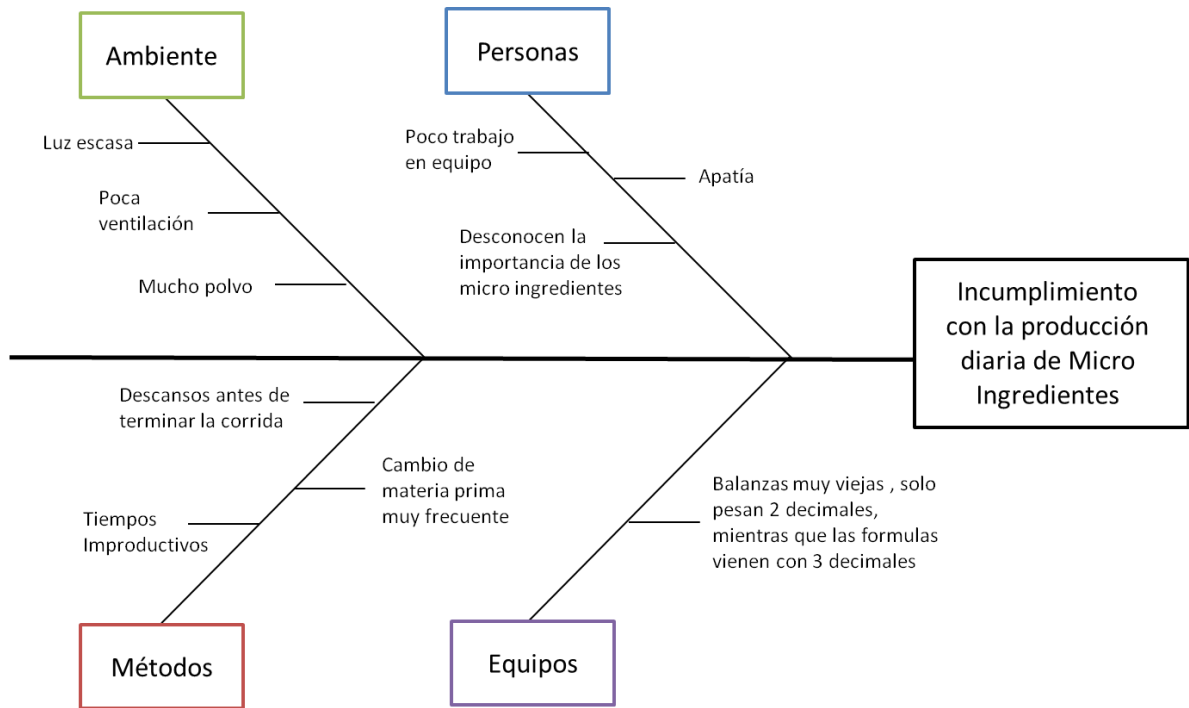 Ambiente
Personas
Luz escasa
Poca
ventilación
Mucho polvo
Poco trabajo
en equipo
Apatía
Desconocen la
importancia de los
micro ingredientes
Incumplimiento
con la producción
diaria de Micro
Ingredientes
Descansos antes de
terminar la corrida
Cambio de
materia prima
muy frecuente
Tiempos
Improductivos
Balanzas muy viejas , solo
pesan 2 decimales,
mientras que las formulas
vienen con 3 decimales
Métodos
Equipos